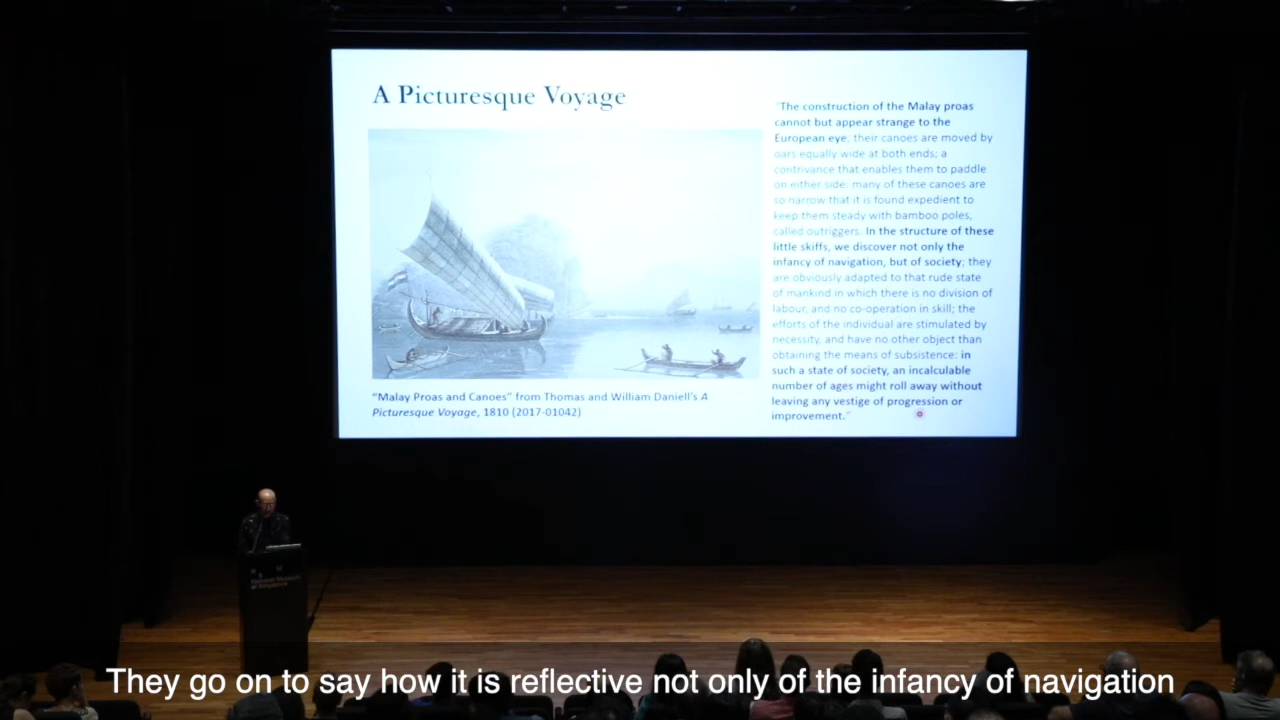 A Picturesque Voyage
"The construction of the Malay proas
cannot but appear strange to the
European eye; their canoes are moved by
oars equally wide at both ends; a
contrivance that enables them to paddle
on either side: many of these canoes are
so narrow that it is found expedient to
keep them steady with bamboo poles,
called outriggers. In the structure of these
little skiffs, we discover not only the
infancy of navigation, but of society; they
are obviously adapted to that rude state
of mankind in which there is no division of
labour, and no co-operation in skill; the
efforts of the individual are stimulated by
necessity, and have no other object than
obtaining the means of subsistence: in
such a state of society, an incalculable
number of ages might roll away without
leaving any vestige of progression or
improvement."
"Malay Proas and Canoes" from Thomas and William Daniell's A
Picturesque Voyage, 1810 (2017-01042)
National Museum
of Singapore
They go on to say how it is reflective not only of the infancy of navigation